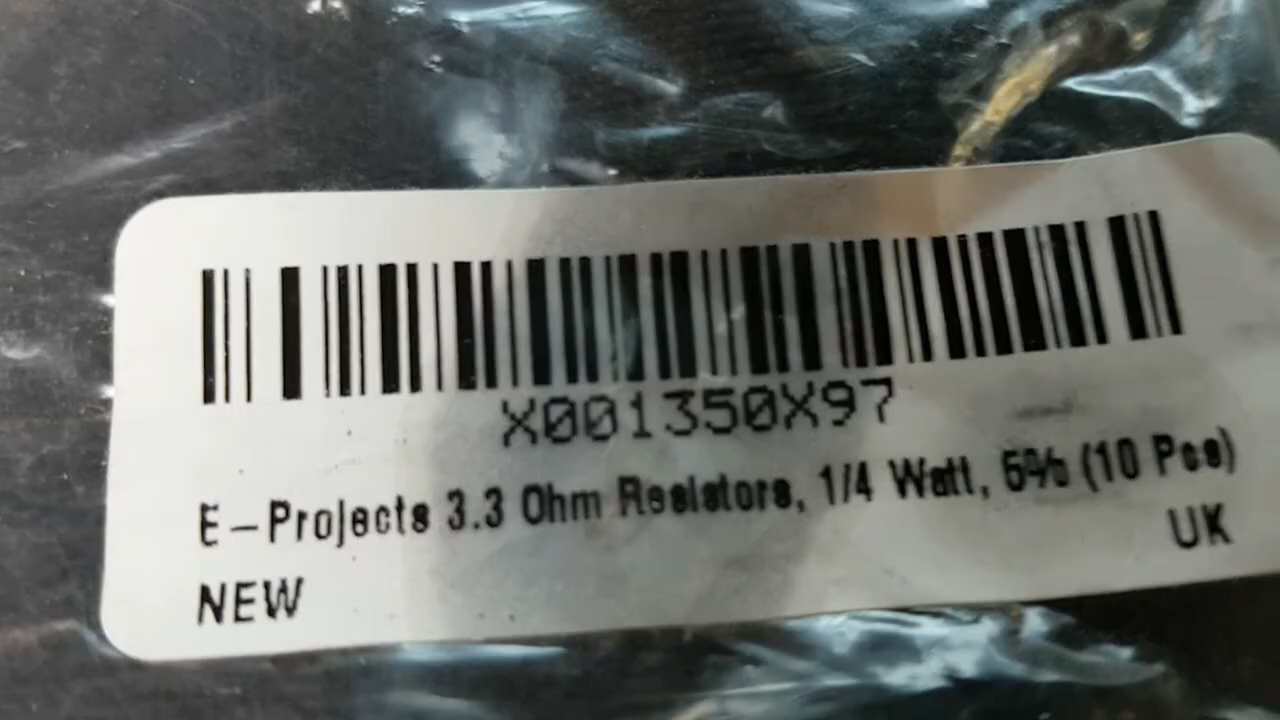 X001350X97
E-Projects 3.3 Ohm Resistors, 1/4 Watt, 5% (10 Pcs)
UK
NEW